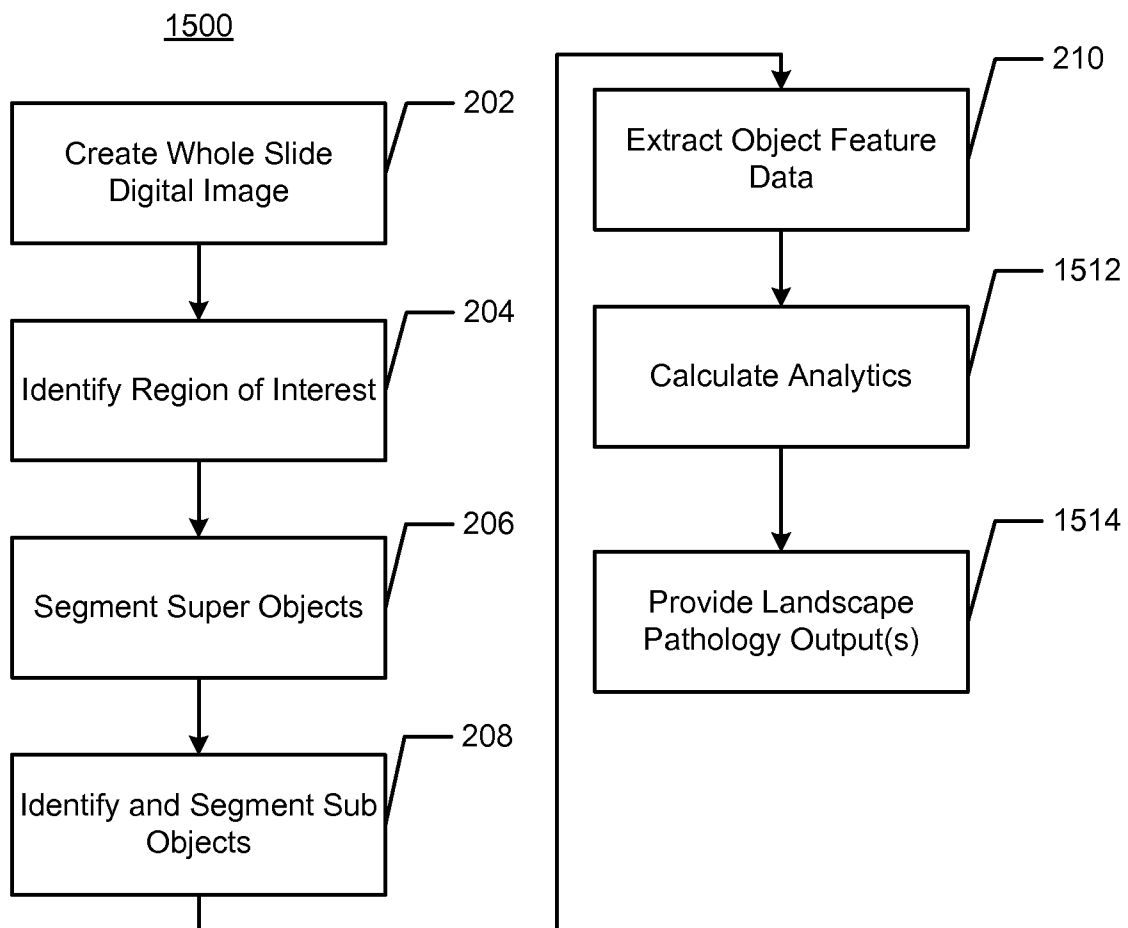 1500
202
Create Whole Slide
Digital Image
204
Identify Region of Interest
206
Segment Super Objects
208
Identify and Segment Sub
Objects
210
Extract Object Feature
Data
1512
Calculate Analytics
1514
Provide Landscape
Pathology Output(s)